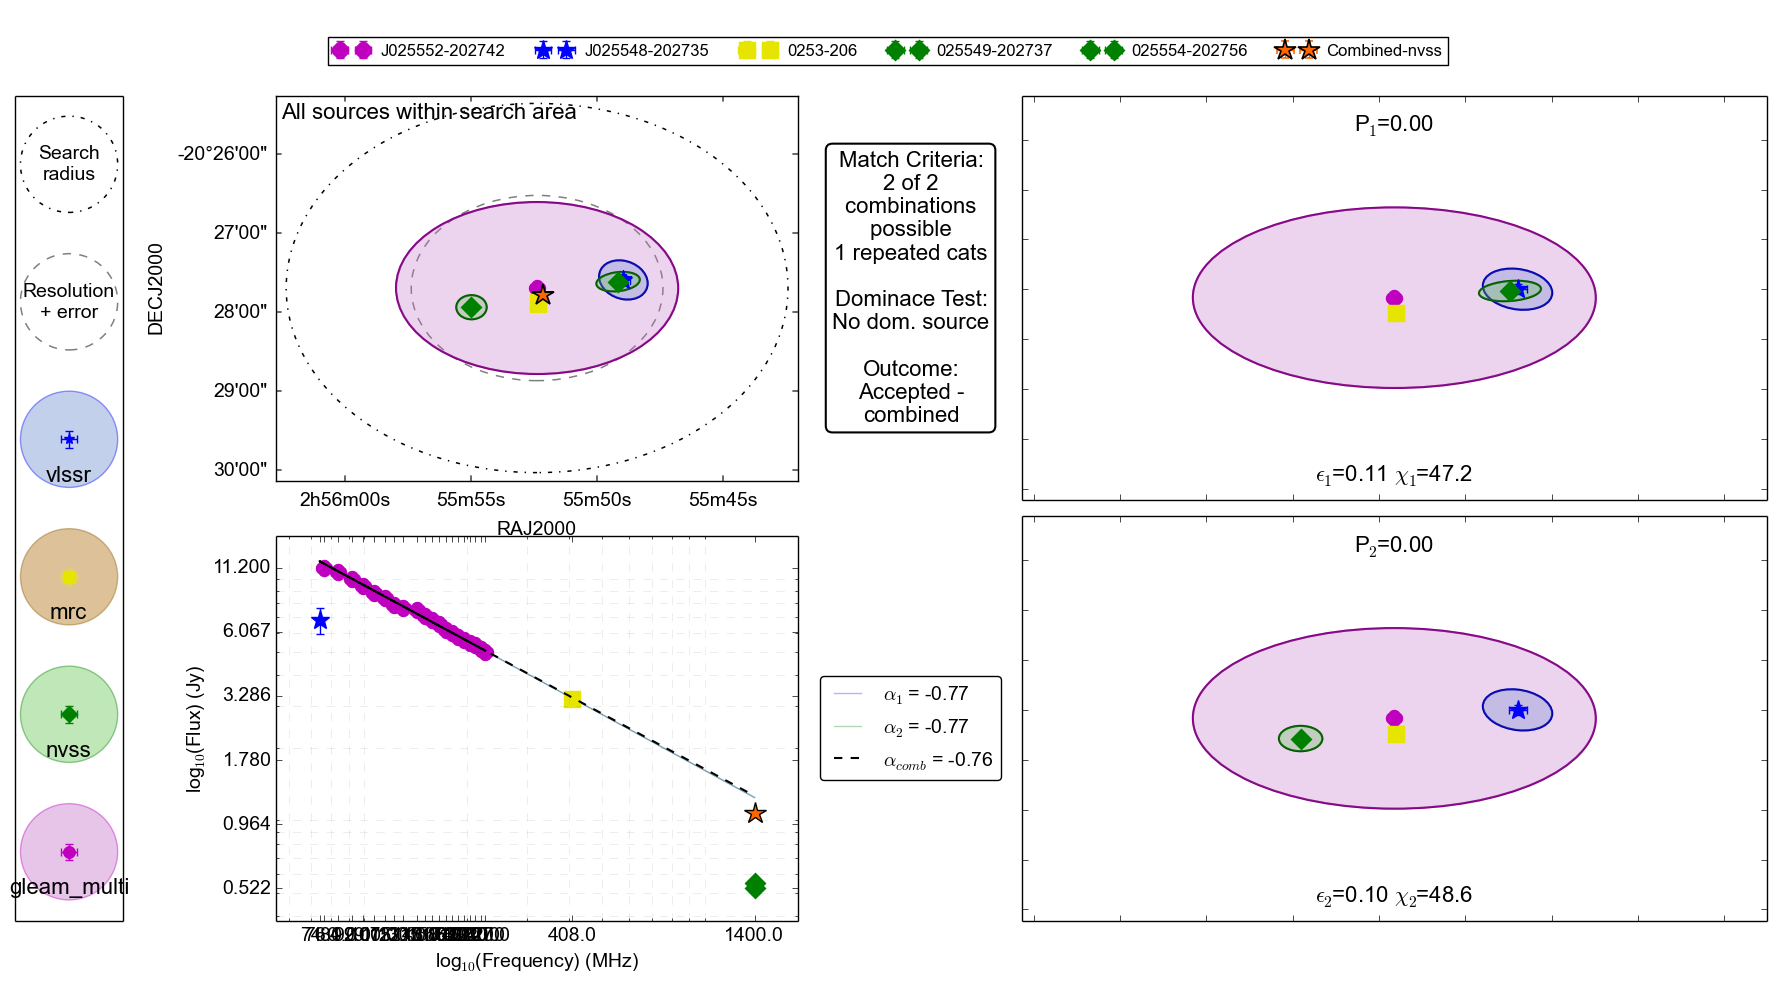 J025552-202742 J025548-202735 0253-206 025549-202737 025554-202756 Combined-nvss
Search
radius
Resolution
+ error
vlssr
mrc
nvss
gleam_multi
All sources within search area
DECJ2000
-20°26'00"
27'00"
28'00"
29'00"
30'00"
2h56m00s 55m55s 55m50s 55m45s
RAJ2000
Match Criteria:
2 of 2
combinations
possible
1 repeated cats
Dominace Test:
No dom. source
Outcome:
Accepted -
combined
P1=0.00
ϵ1=0.11 χ1=47.2
log10(Flux) (Jy)
11.200
6.067
3.286
1.780
0.964
0.522
408.0 1400.0
log10(Frequency) (MHz)
α1 = -0.77
α2 = -0.77
αcomb = -0.76
P2=0.00
ϵ2=0.10 χ2=48.6